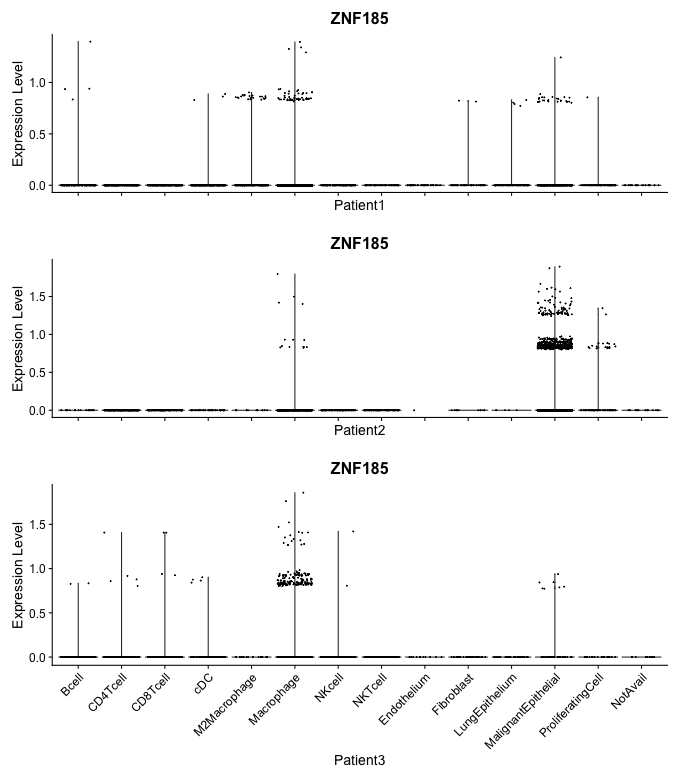 ZNF185
Expression Level
1.0
0.5
0.0
Patient1
ZNF185
Expression Level
1.5
1.0
0.5
0.0
Patient2
ZNF185
Expression Level
1.5
1.0
0.5
0.0
Bcell
CD4Tcell
CD8Tcell
cDC
M2Macrophage
Macrophage
NKcell
NKTcell
Endothelium
Fibroblast
LungEpithelium
MalignantEpithelial
ProliferatingCell
NotAvail
Patient3